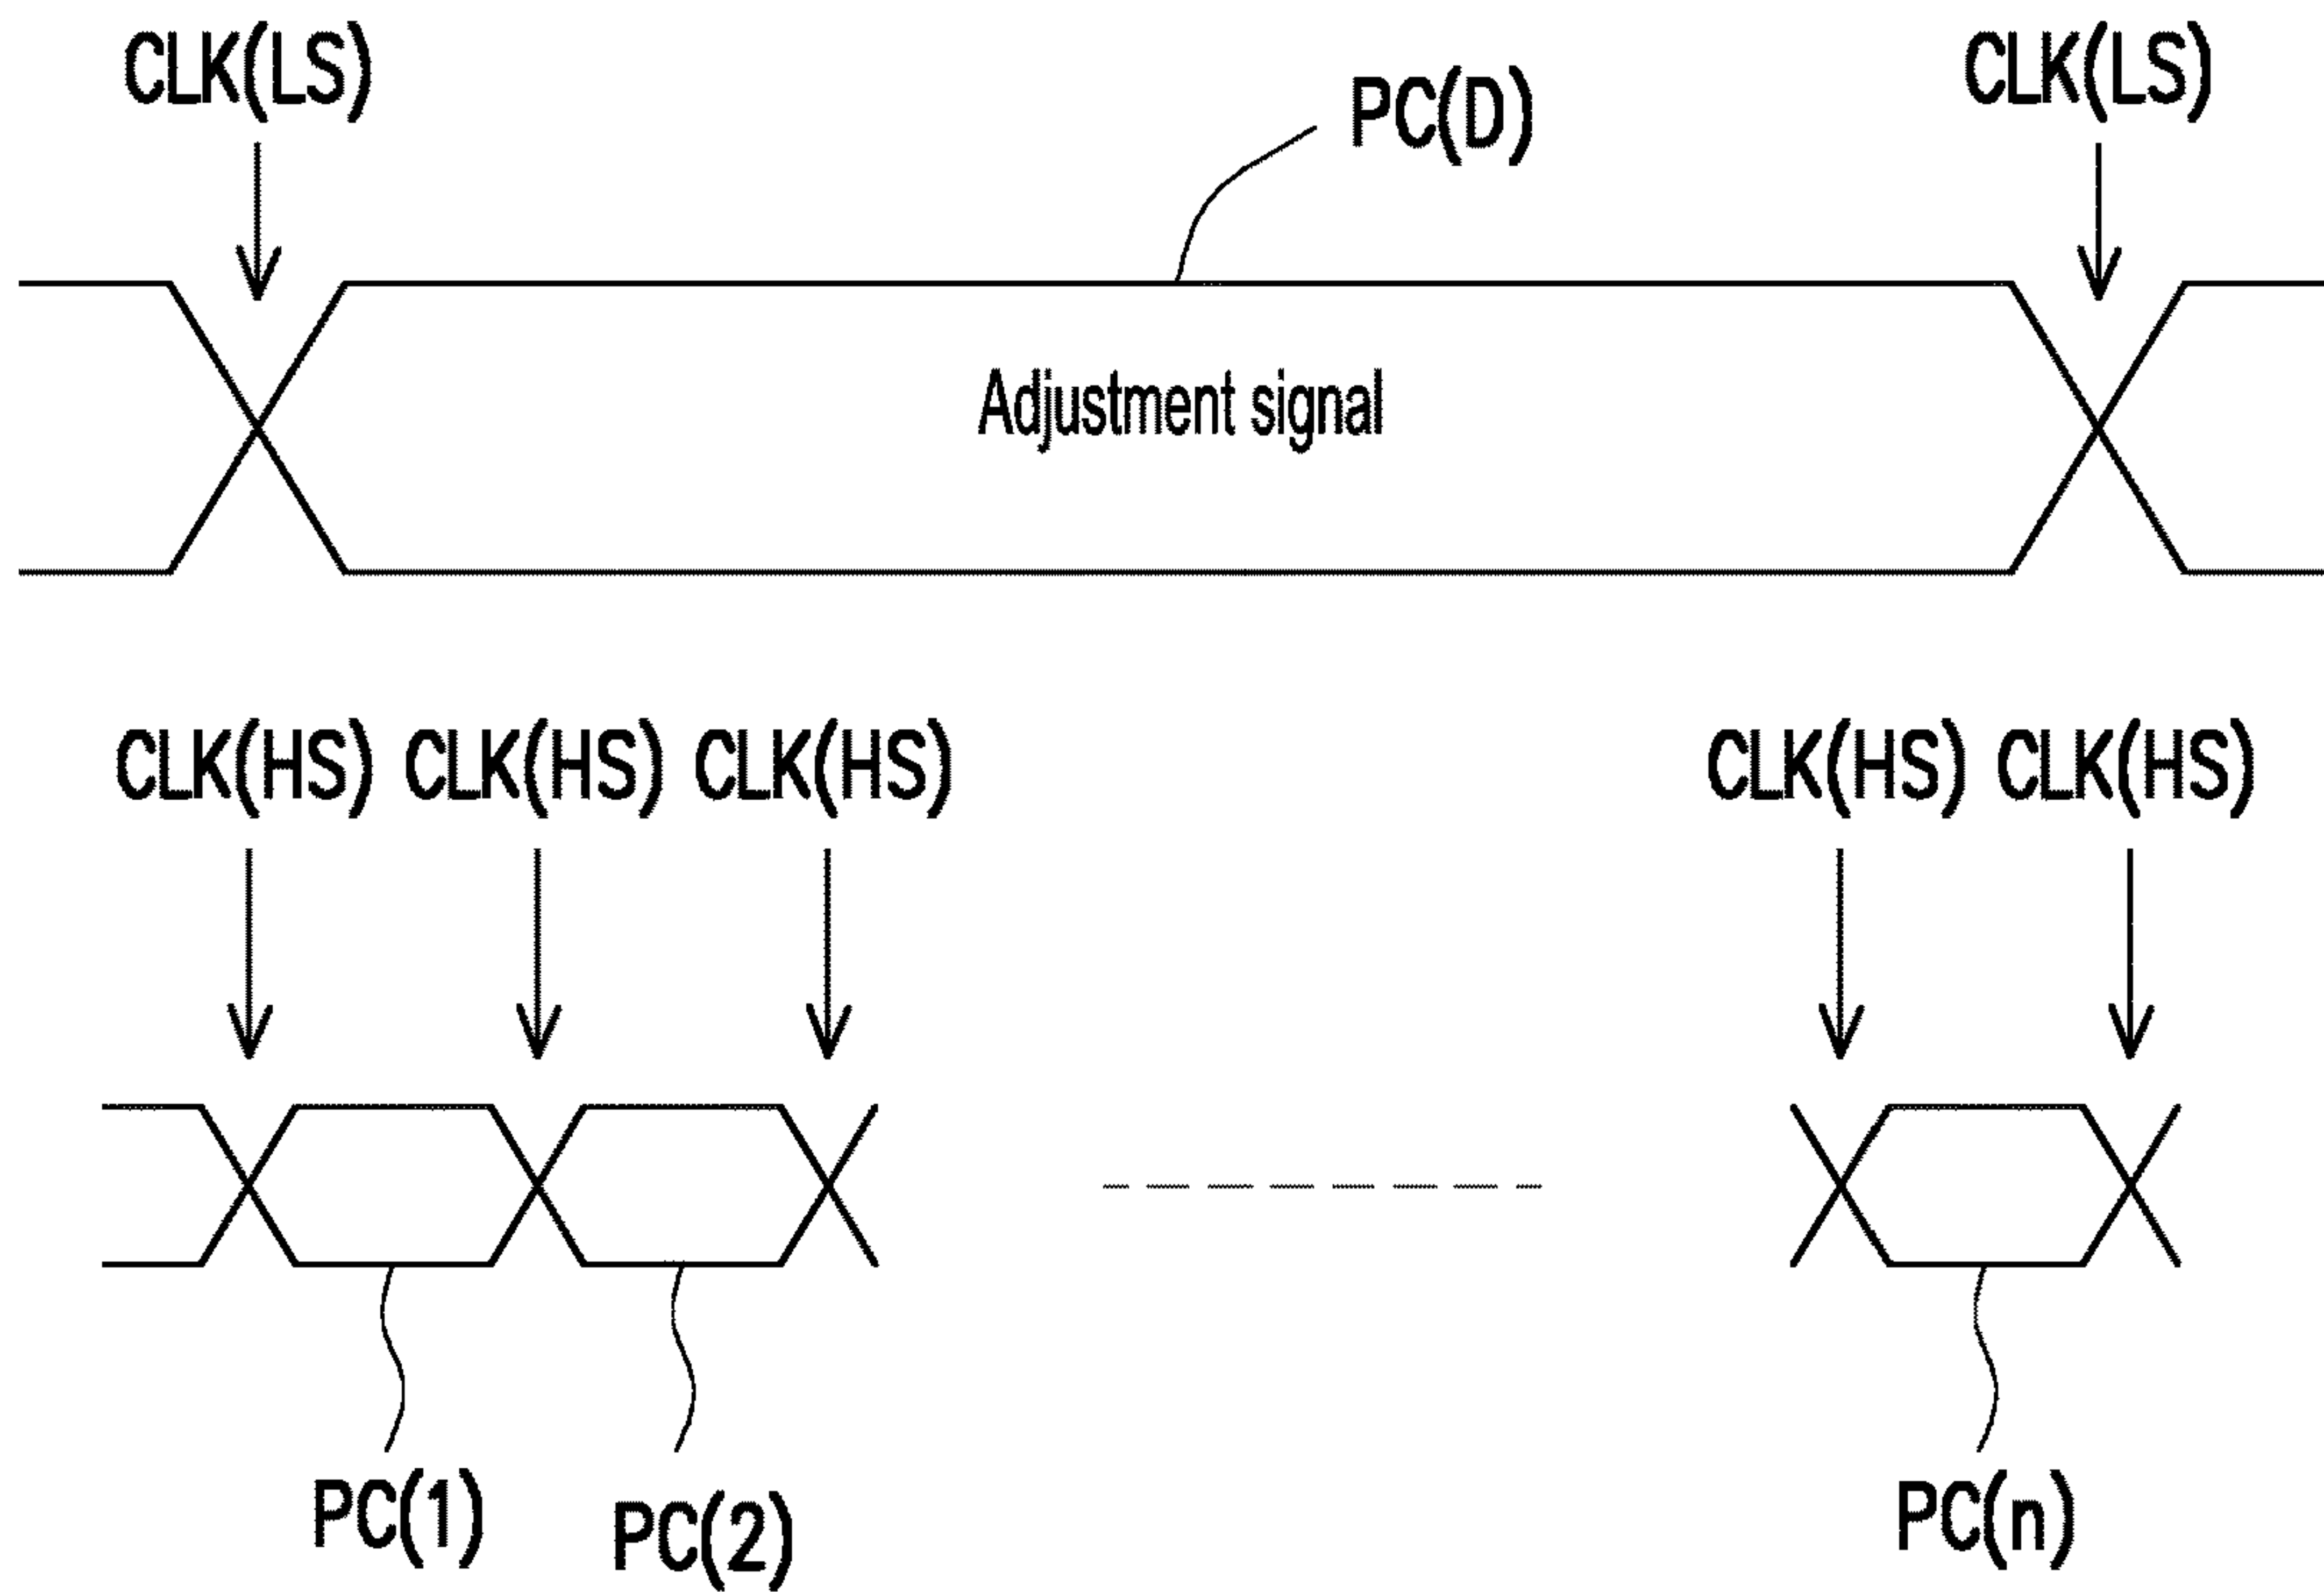 CLK(LS) PC(D) CLK(LS)
Adjustment signal
CLK(HS) CLK(HS) CLK(HS) CLK(HS) CLK(HS)
PC(1) PC(2) PC(n)